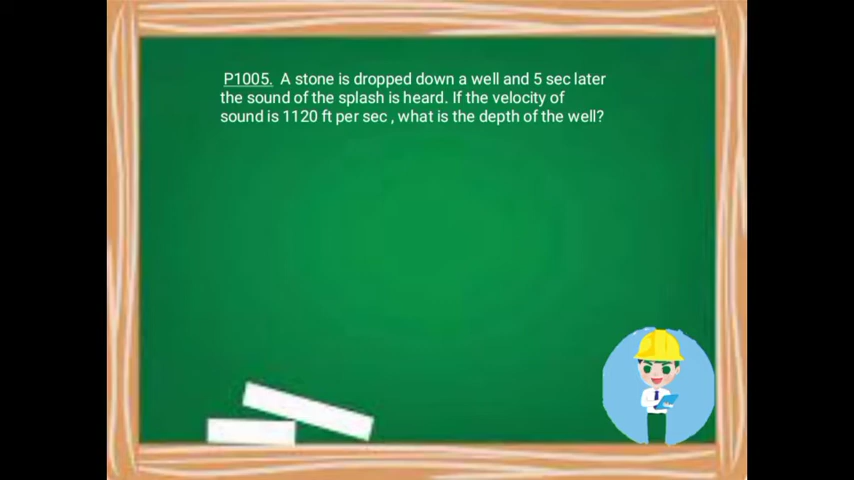 P1005. A stone is dropped down a well and 5 sec later
the sound of the splash is heard. If the velocity of
sound is 1120 ft per sec , what is the depth of the well?